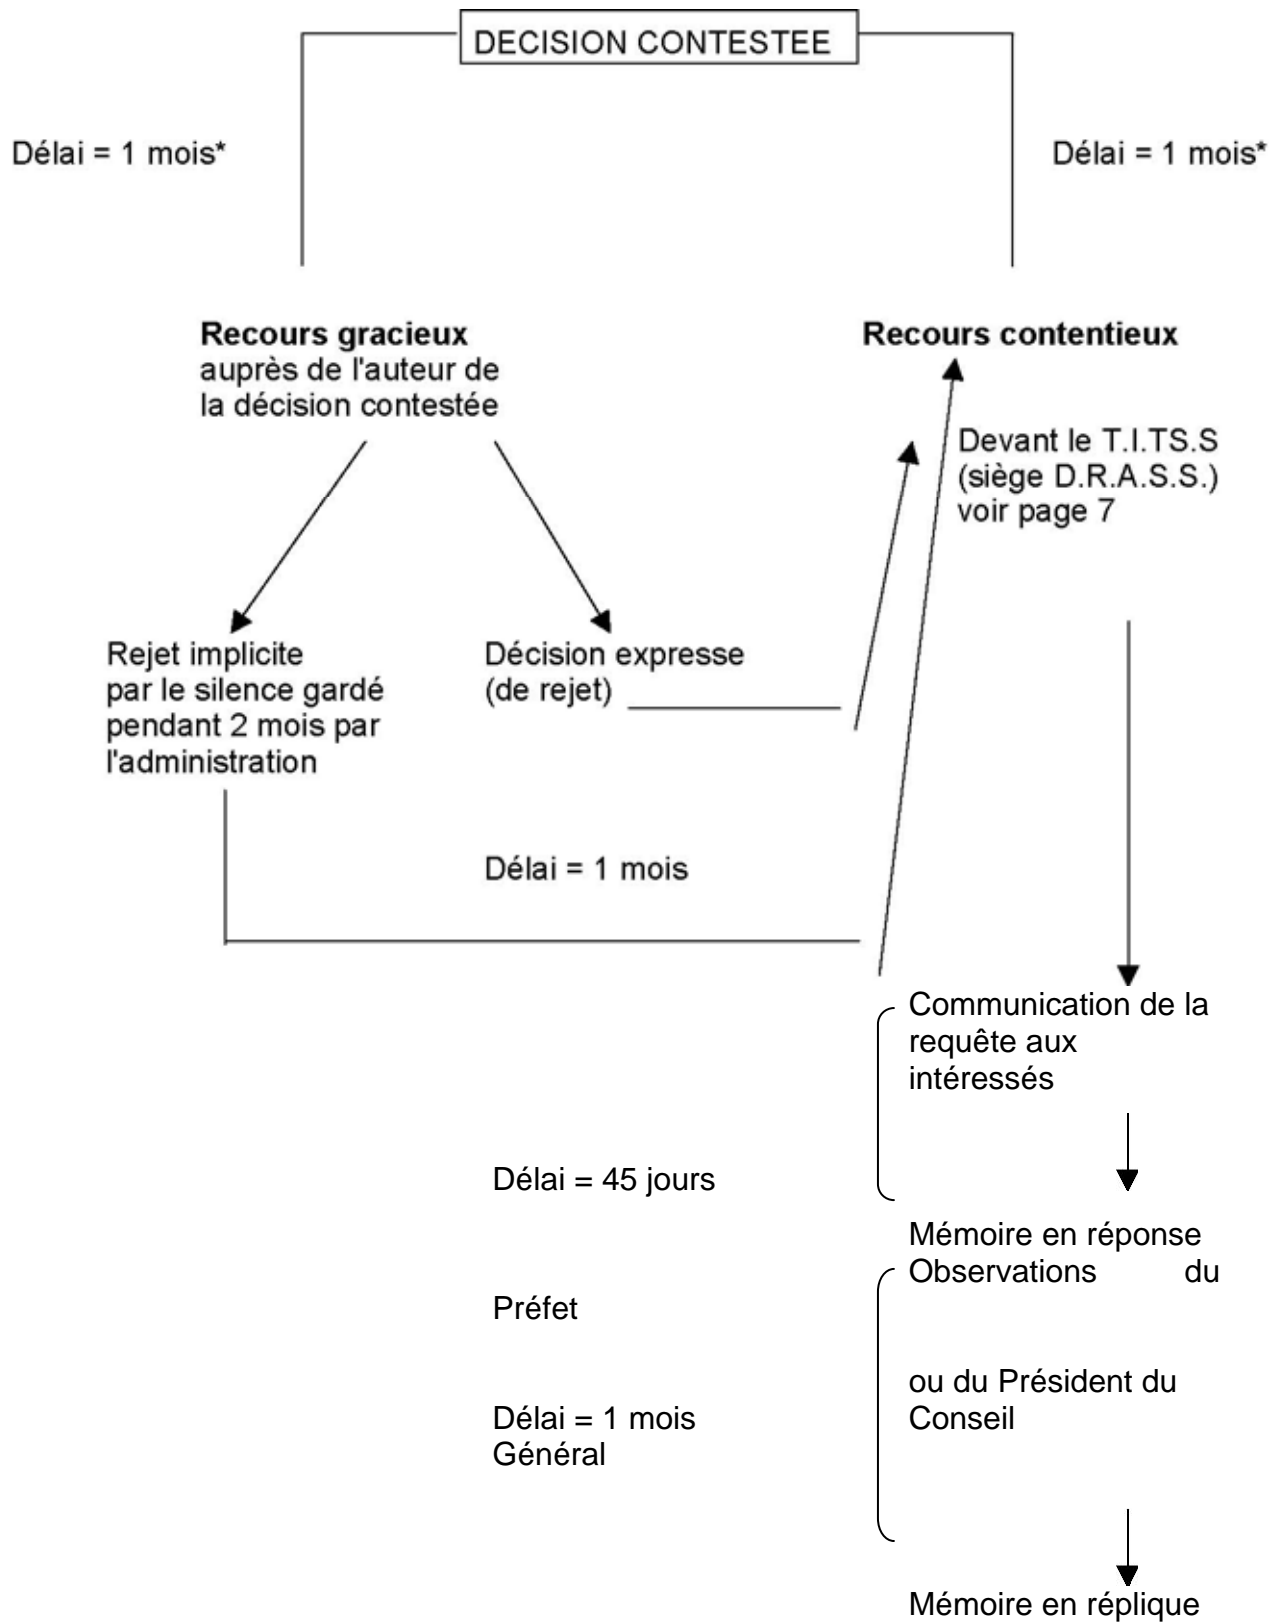 DECISION CONTESTEE
Délai = 1 mois*
Délai = 1 mois*
Recours gracieux
auprès de l'auteur de
la décision contestée
Recours contentieux
Devant le T.I.TS.S
(siège D.R.A.S.S.)
voir page 7
Rejet implicite
par le silence gardé
pendant 2 mois par
l'administration
Décision expresse
(de rejet)
Délai = 1 mois
Communication de la
requête aux
intéressés
Délai = 45 jours
Mémoire en réponse
Observations du
Préfet
ou du Président du
Conseil
Délai = 1 mois
Général
Mémoire en réplique